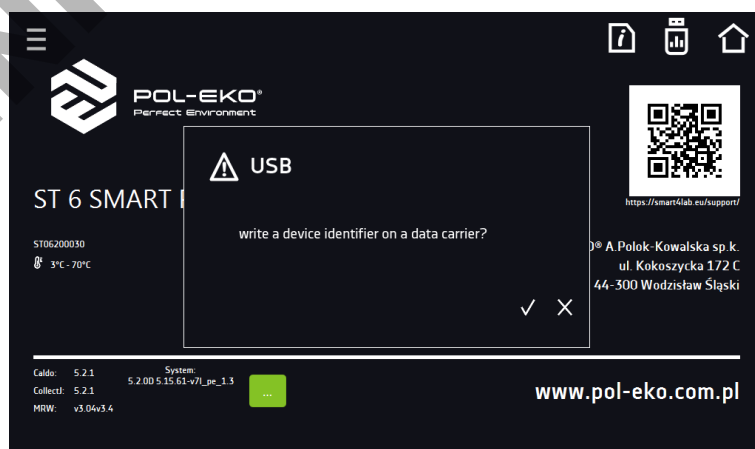 POL-EKO®
Perfect Environment
USB
ST 6 SMART
https://smart4lab.eu/support/
write a device identifier on a data carrier?
ST06200030
3°C - 70°C
® A.Polok-Kowalska sp.k.
ul. Kokoszycka 172 C
44-300 Wodzisław Śląski
Caldo: 5.2.1
System:
5.2.0D 5.15.61-v7l_pe_1.3
CollectJ: 5.2.1
MRW: v3.04v3.4
...
www.pol-eko.com.pl